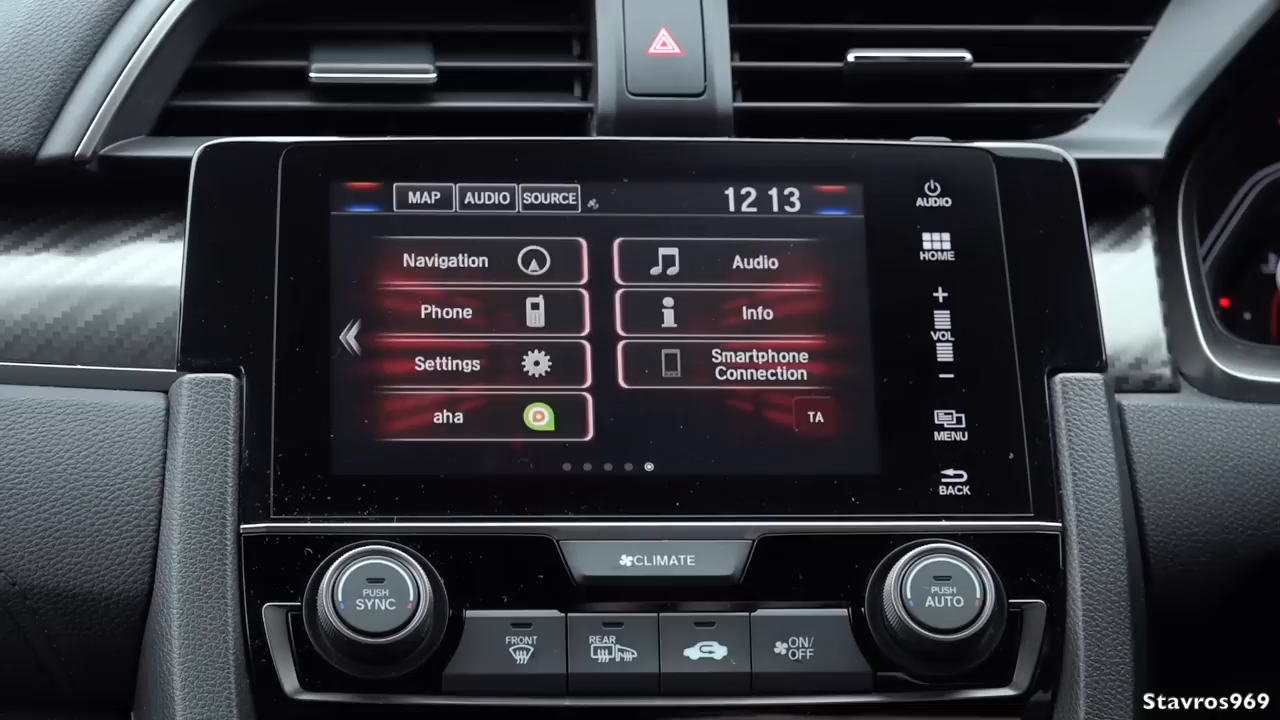 MAP AUDIO SOURCE 12 13
Navigation
Phone
Settings
aha
Audio
Info
Smartphone
Connection
TA
AUDIO
HOME
+
VOL
−
MENU
BACK
CLIMATE
PUSH
SYNC
FRONT
REAR
ON/
OFF
PUSH
AUTO
Stavros969